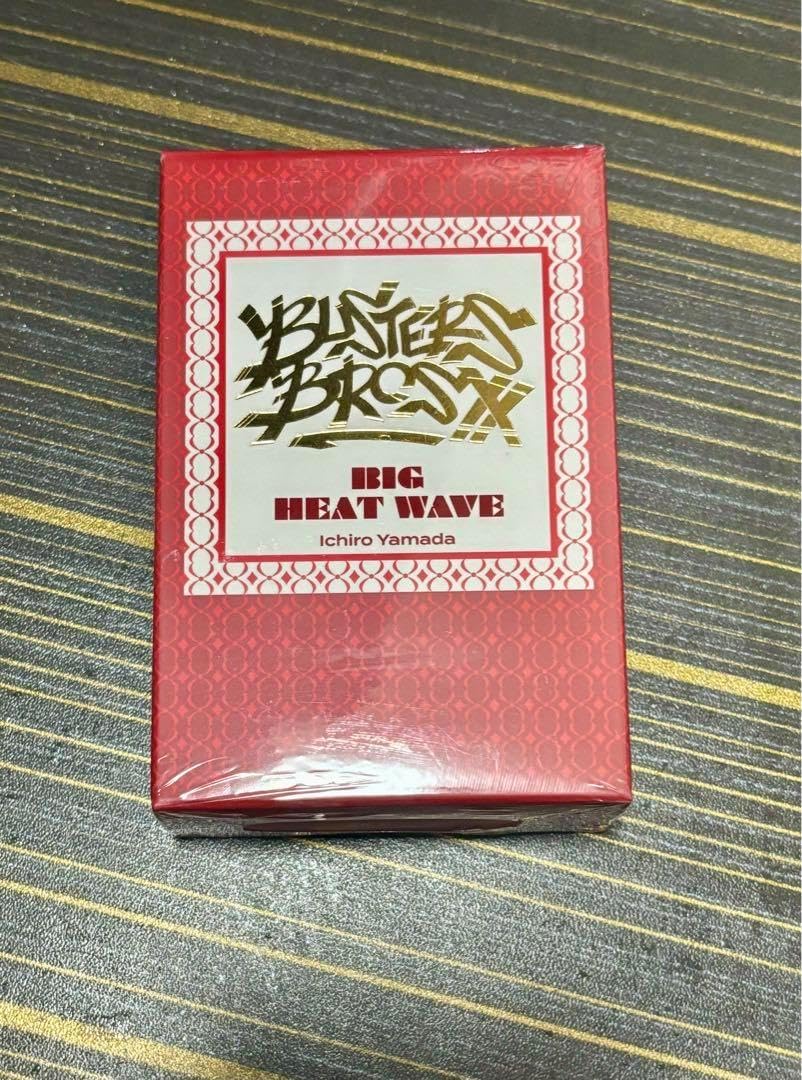 BUSTERS
BROS
BIG
HEAT WAVE
Ichiro Yamada